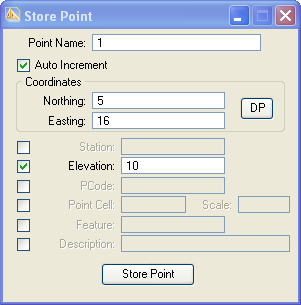 Store Point
Point Name: 1
Auto Increment
Coordinates
Northing: 5
DP
Easting: 16
Station:
Elevation: 10
PCode:
Point Cell: Scale:
Feature:
Description:
Store Point